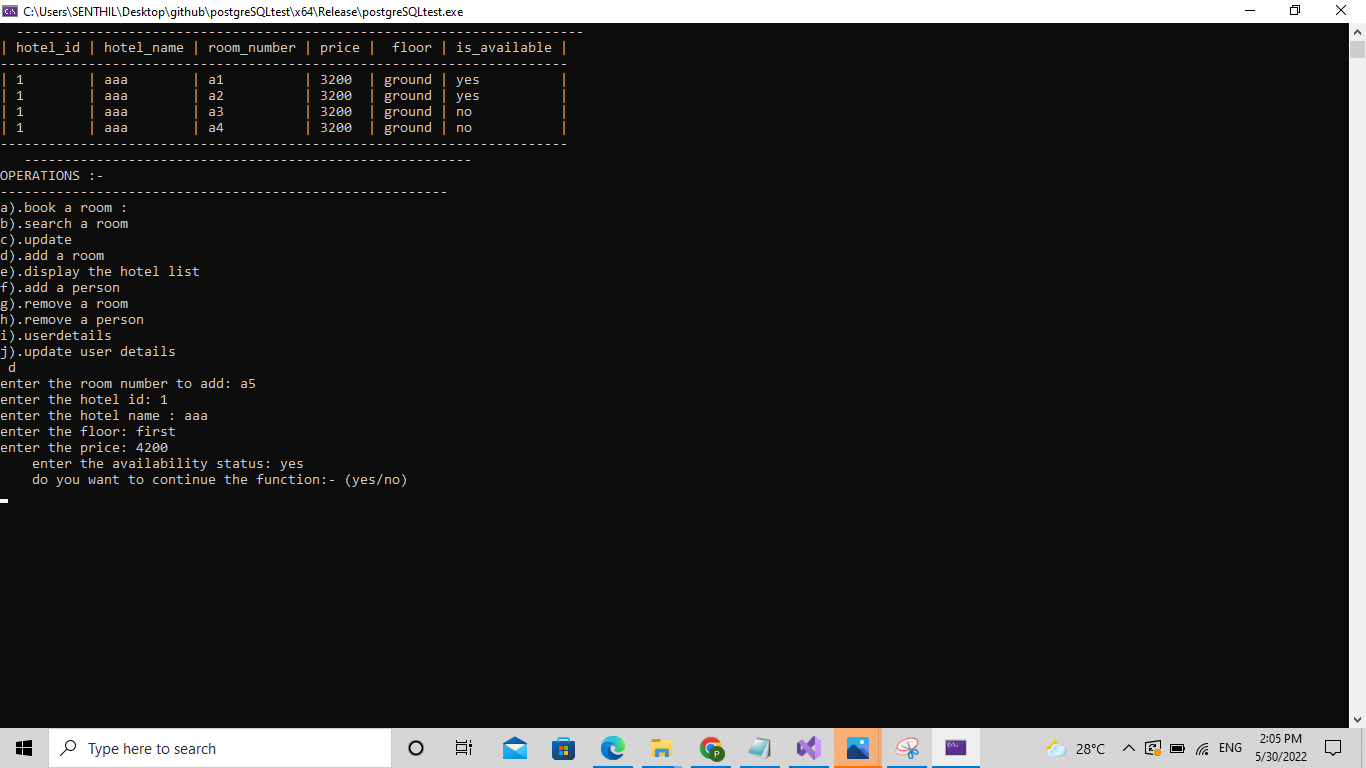 C:\Users\SENTHIL\Desktop\github\postgreSQLtest\x64\Release\postgreSQLtest.exe
-----------------------------------------------------------------------
| hotel_id | hotel_name | room_number | price |  floor | is_available |
-----------------------------------------------------------------------
| 1        | aaa        | a1          | 3200  | ground | yes          |
| 1        | aaa        | a2          | 3200  | ground | yes          |
| 1        | aaa        | a3          | 3200  | ground | no           |
| 1        | aaa        | a4          | 3200  | ground | no           |
-----------------------------------------------------------------------
--------------------------------------------------------
OPERATIONS :-
--------------------------------------------------------
a).book a room :
b).search a room
c).update
d).add a room
e).display the hotel list
f).add a person
g).remove a room
h).remove a person
i).userdetails
j).update user details
d
enter the room number to add: a5
enter the hotel id: 1
enter the hotel name : aaa
enter the floor: first
enter the price: 4200
enter the availability status: yes
do you want to continue the function:- (yes/no)
Type here to search
28°C
ENG
2:05 PM
5/30/2022